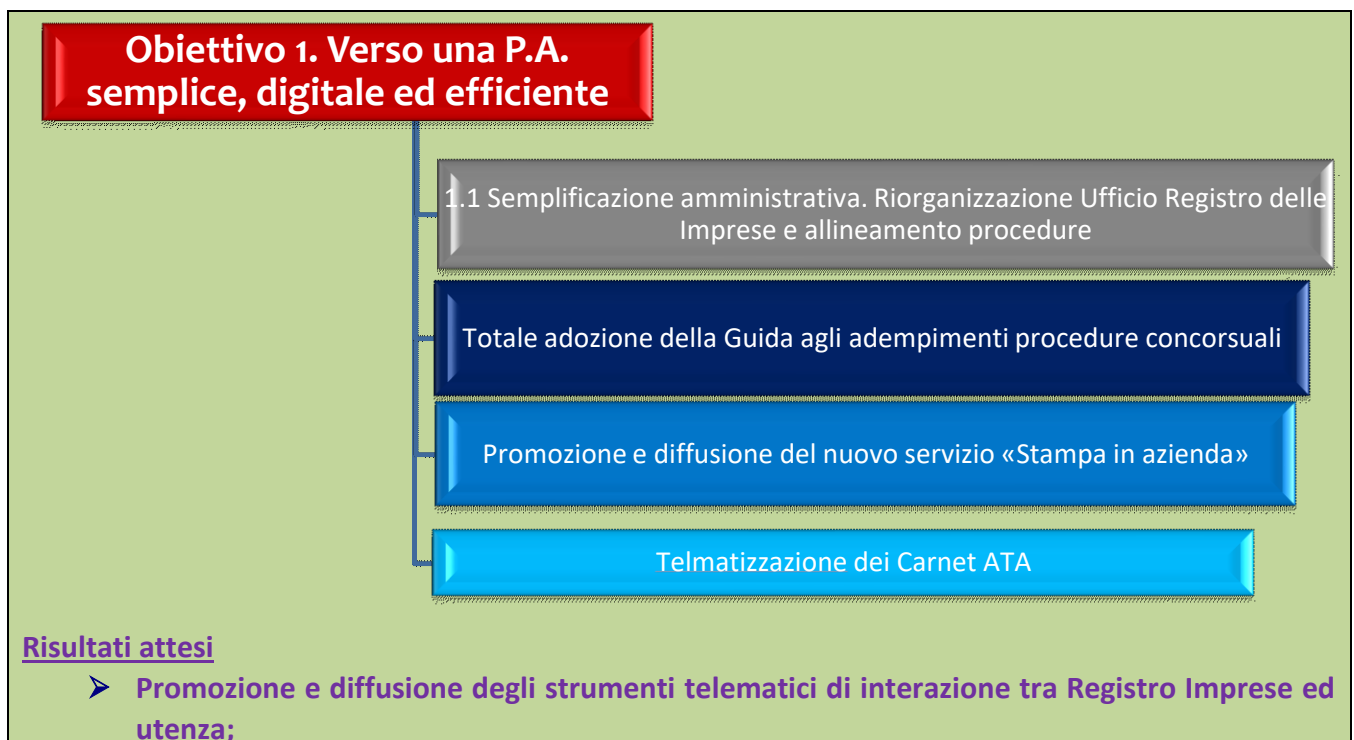 Obiettivo 1. Verso una P.A.
semplice, digitale ed efficiente
1.1 Semplificazione amministrativa. Riorganizzazione Ufficio Registro delle
Imprese e allineamento procedure
Totale adozione della Guida agli adempimenti procedure concorsuali
Promozione e diffusione del nuovo servizio «Stampa in azienda»
Telmatizzazione dei Carnet ATA
Risultati attesi
➢ Promozione e diffusione degli strumenti telematici di interazione tra Registro Imprese ed
utenza;